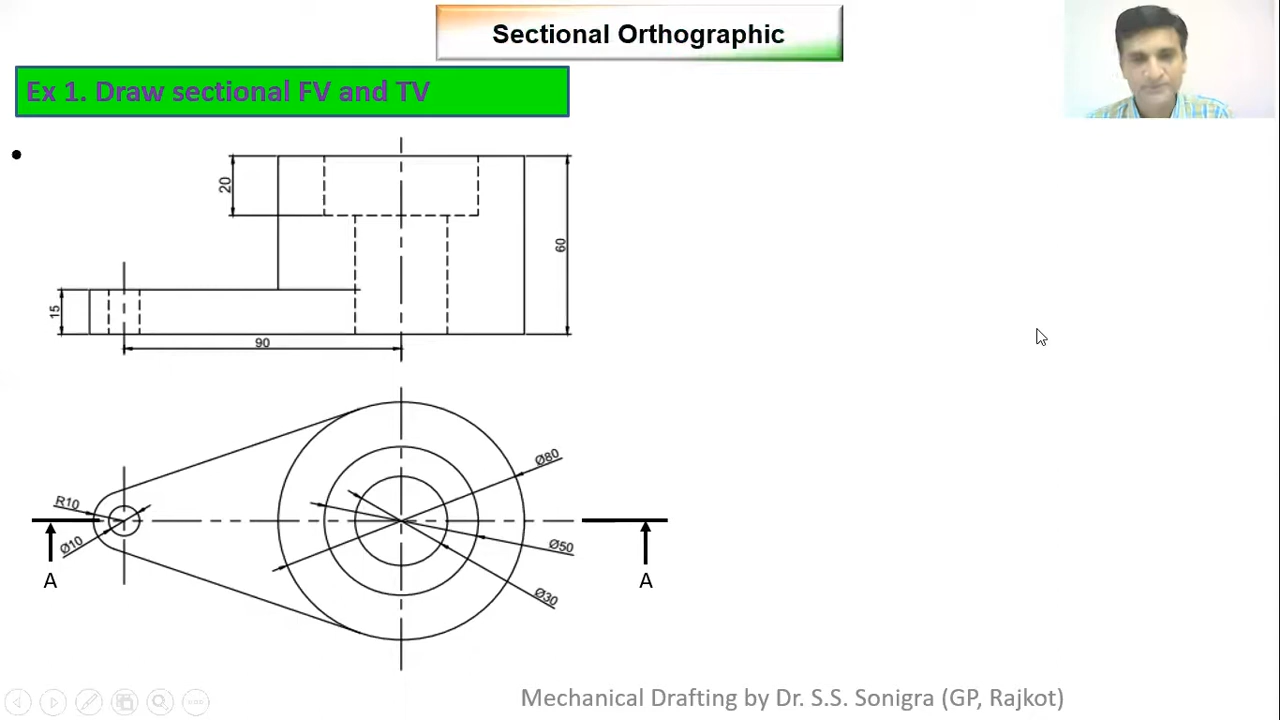 Sectional Orthographic
Ex 1. Draw sectional FV and TV
20
60
15
90
Ø80
R10
Ø10
Ø50
Ø30
A
A
Mechanical Drafting by Dr. S.S. Sonigra (GP, Rajkot)